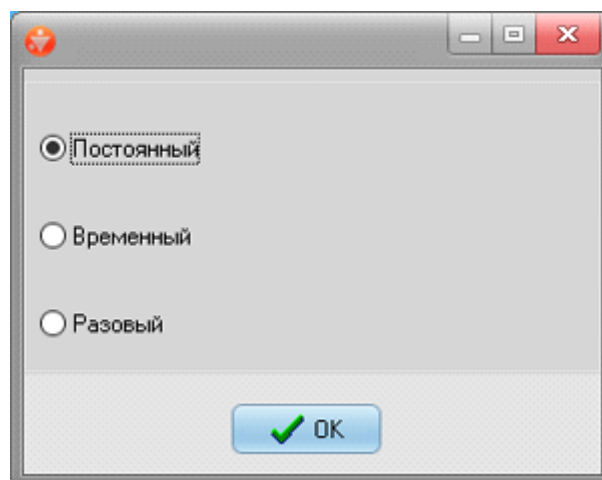 Постоянный
Временный
Разовый
OK